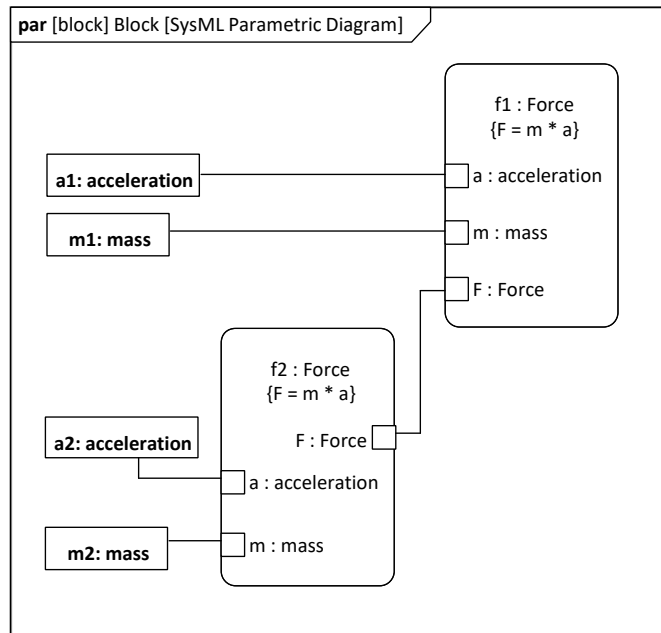 par [block] Block [SysML Parametric Diagram]
f1 : Force
{F = m * a}
a1: acceleration
a : acceleration
m1: mass
m : mass
F : Force
f2 : Force
{F = m * a}
a2: acceleration
F : Force
a : acceleration
m2: mass
m : mass